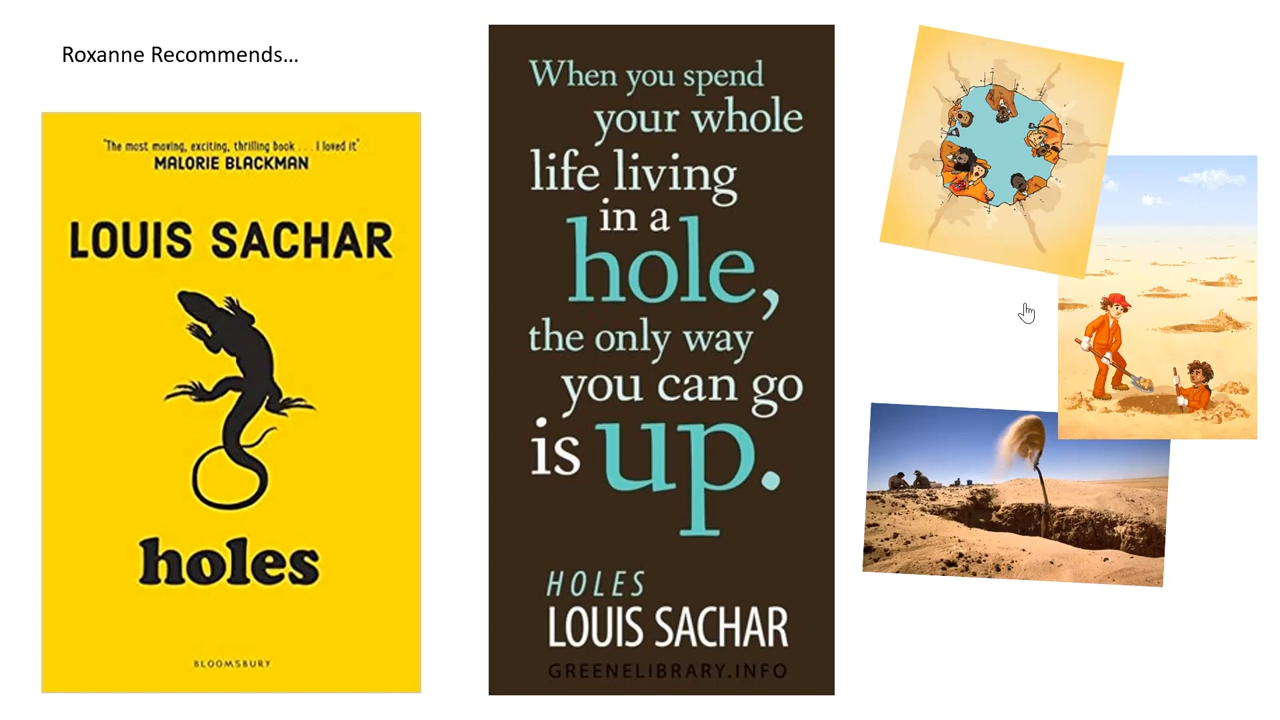 Roxanne Recommends...
"The most moving, exciting, thrilling book . . . I loved it"
MALORIE BLACKMAN
LOUIS SACHAR
holes
BLOOMSBURY
When you spend
your whole
life living
in a
hole,
the only way
you can go
is up.
HOLES
LOUIS SACHAR
GREENELIBRARY.INFO